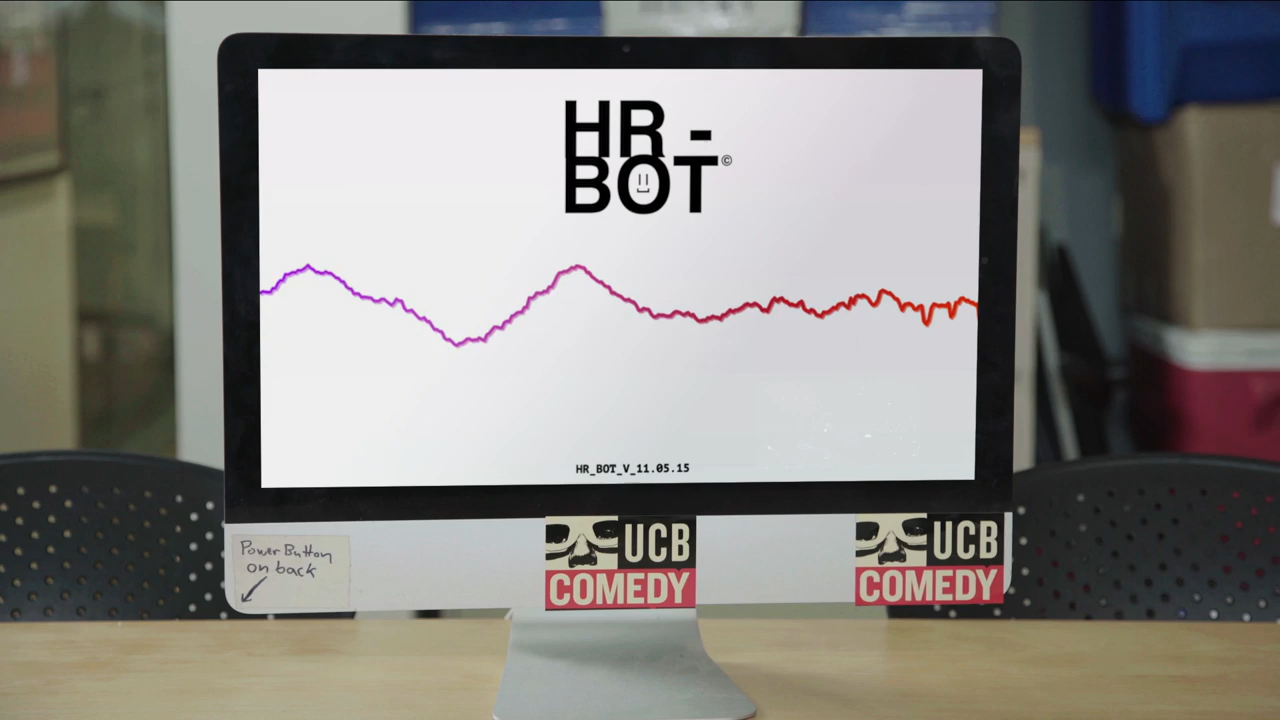 HR -
BOT©
HR_BOT_V_11.05.15
Power Button
on back
UCB
COMEDY
UCB
COMEDY